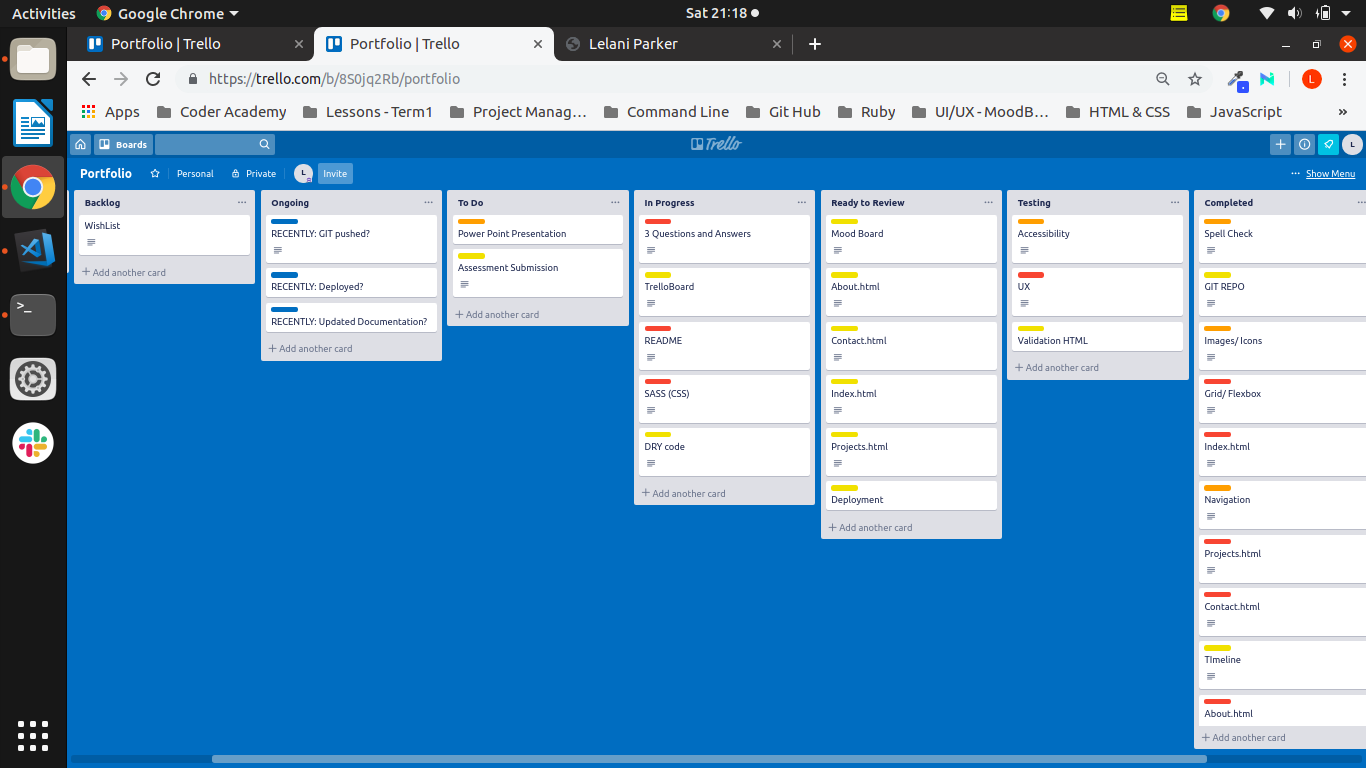 Activities
Google Chrome
Sat 21:18
Portfolio | Trello
Portfolio | Trello
Lelani Parker
https://trello.com/b/8S0jq2Rb/portfolio
L
Apps
Coder Academy
Lessons - Term1
Project Manag…
Command Line
Git Hub
Ruby
UI/UX - MoodB…
HTML & CSS
JavaScript
»
Boards
Trello
L
Portfolio
Personal
Private
L
Invite
... Show Menu
Backlog
WishList
+ Add another card
Ongoing
RECENTLY: GIT pushed?
RECENTLY: Deployed?
RECENTLY: Updated Documentation?
+ Add another card
To Do
Power Point Presentation
Assessment Submission
+ Add another card
In Progress
3 Questions and Answers
TrelloBoard
README
SASS (CSS)
DRY code
+ Add another card
Ready to Review
Mood Board
About.html
Contact.html
Index.html
Projects.html
Deployment
+ Add another card
Testing
Accessibility
UX
Validation HTML
+ Add another card
Completed
Spell Check
GIT REPO
Images/ Icons
Grid/ Flexbox
Index.html
Navigation
Projects.html
Contact.html
TImeline
About.html
+ Add another card